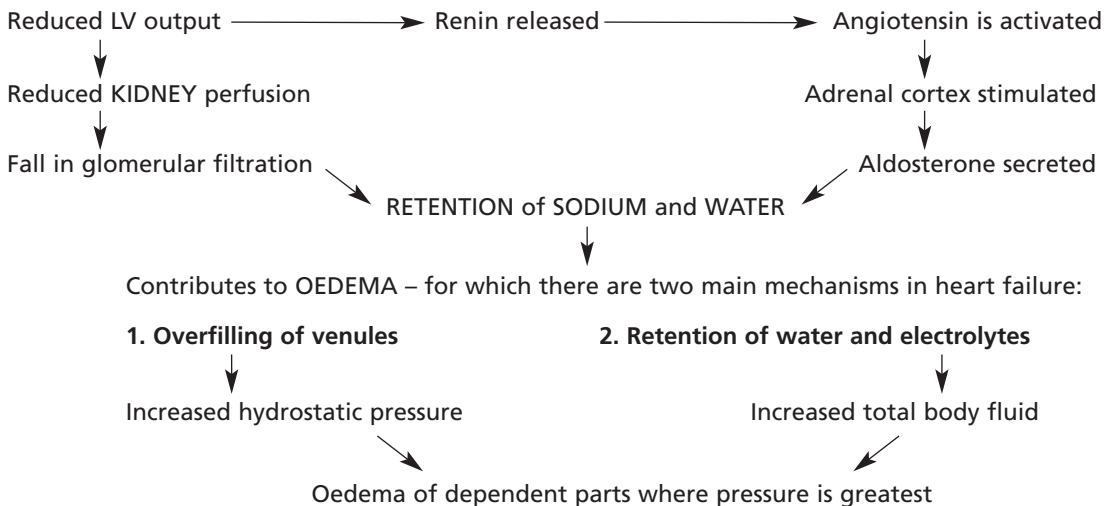 Reduced LV output Renin released Angiotensin is activated
Reduced KIDNEY perfusion Adrenal cortex stimulated
Fall in glomerular filtration Aldosterone secreted
RETENTION of SODIUM and WATER
Contributes to OEDEMA – for which there are two main mechanisms in heart failure:
1. Overfilling of venules 2. Retention of water and electrolytes
Increased hydrostatic pressure Increased total body fluid
Oedema of dependent parts where pressure is greatest